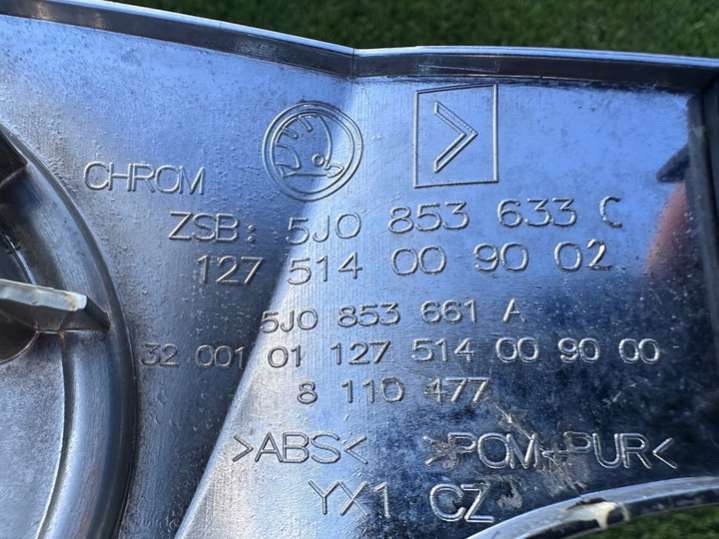 CHROM
ZSB: 5J0 853 633 C
127 514 00 90 02
5J0 853 661 A
32 001 01 127 514 00 90 00
8 110 477
>ABS< >POM+PUR<
YX1 CZ